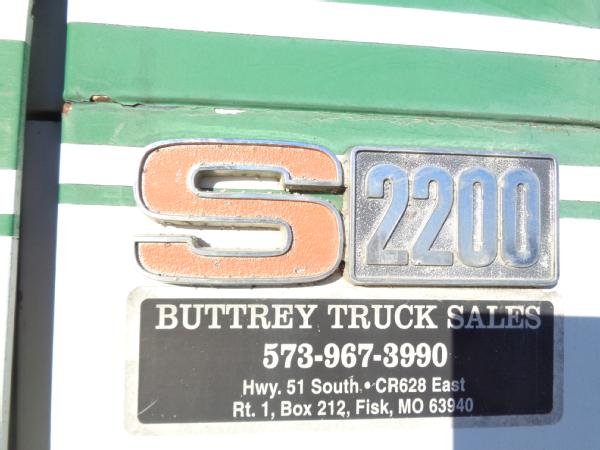 S 2200
BUTTREY TRUCK SALES
573-967-3990
Hwy. 51 South • CR628 East
Rt. 1, Box 212, Fisk, MO 63940